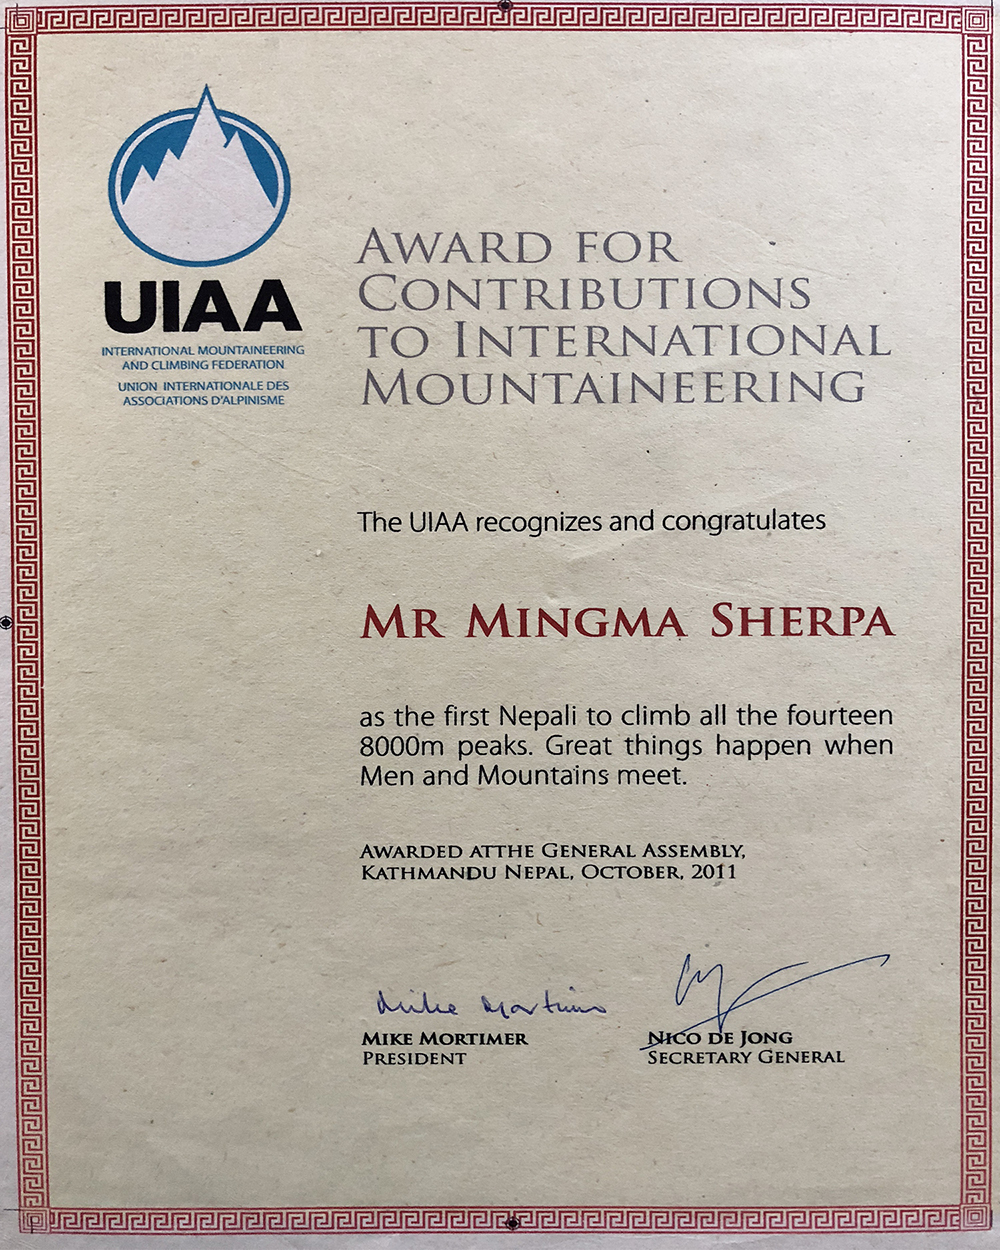 UIAA
INTERNATIONAL MOUNTAINEERING
AND CLIMBING FEDERATION
UNION INTERNATIONALE DES
ASSOCIATIONS D'ALPINISME
AWARD FOR
CONTRIBUTIONS
TO INTERNATIONAL
MOUNTAINEERING
The UIAA recognizes and congratulates
MR MINGMA SHERPA
as the first Nepali to climb all the fourteen
8000m peaks. Great things happen when
Men and Mountains meet.
AWARDED ATTHE GENERAL ASSEMBLY,
KATHMANDU NEPAL, OCTOBER, 2011
Mike Mortimer
MIKE MORTIMER
PRESIDENT
NICO DE JONG
SECRETARY GENERAL